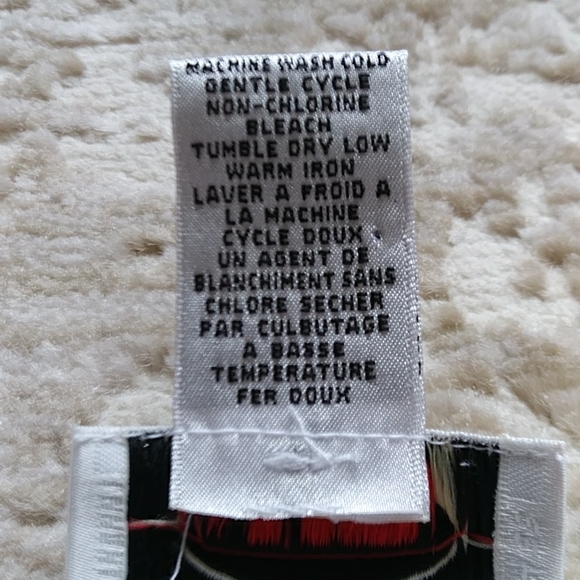 MACHINE WASH COLD
GENTLE CYCLE
NON-CHLORINE
BLEACH
TUMBLE DRY LOW
WARM IRON
LAVER A FROID A
LA MACHINE
CYCLE DOUX
UN AGENT DE
BLANCHIMENT SANS
CHLORE SECHER
PAR CULBUTAGE
A BASSE
TEMPERATURE
FER DOUX